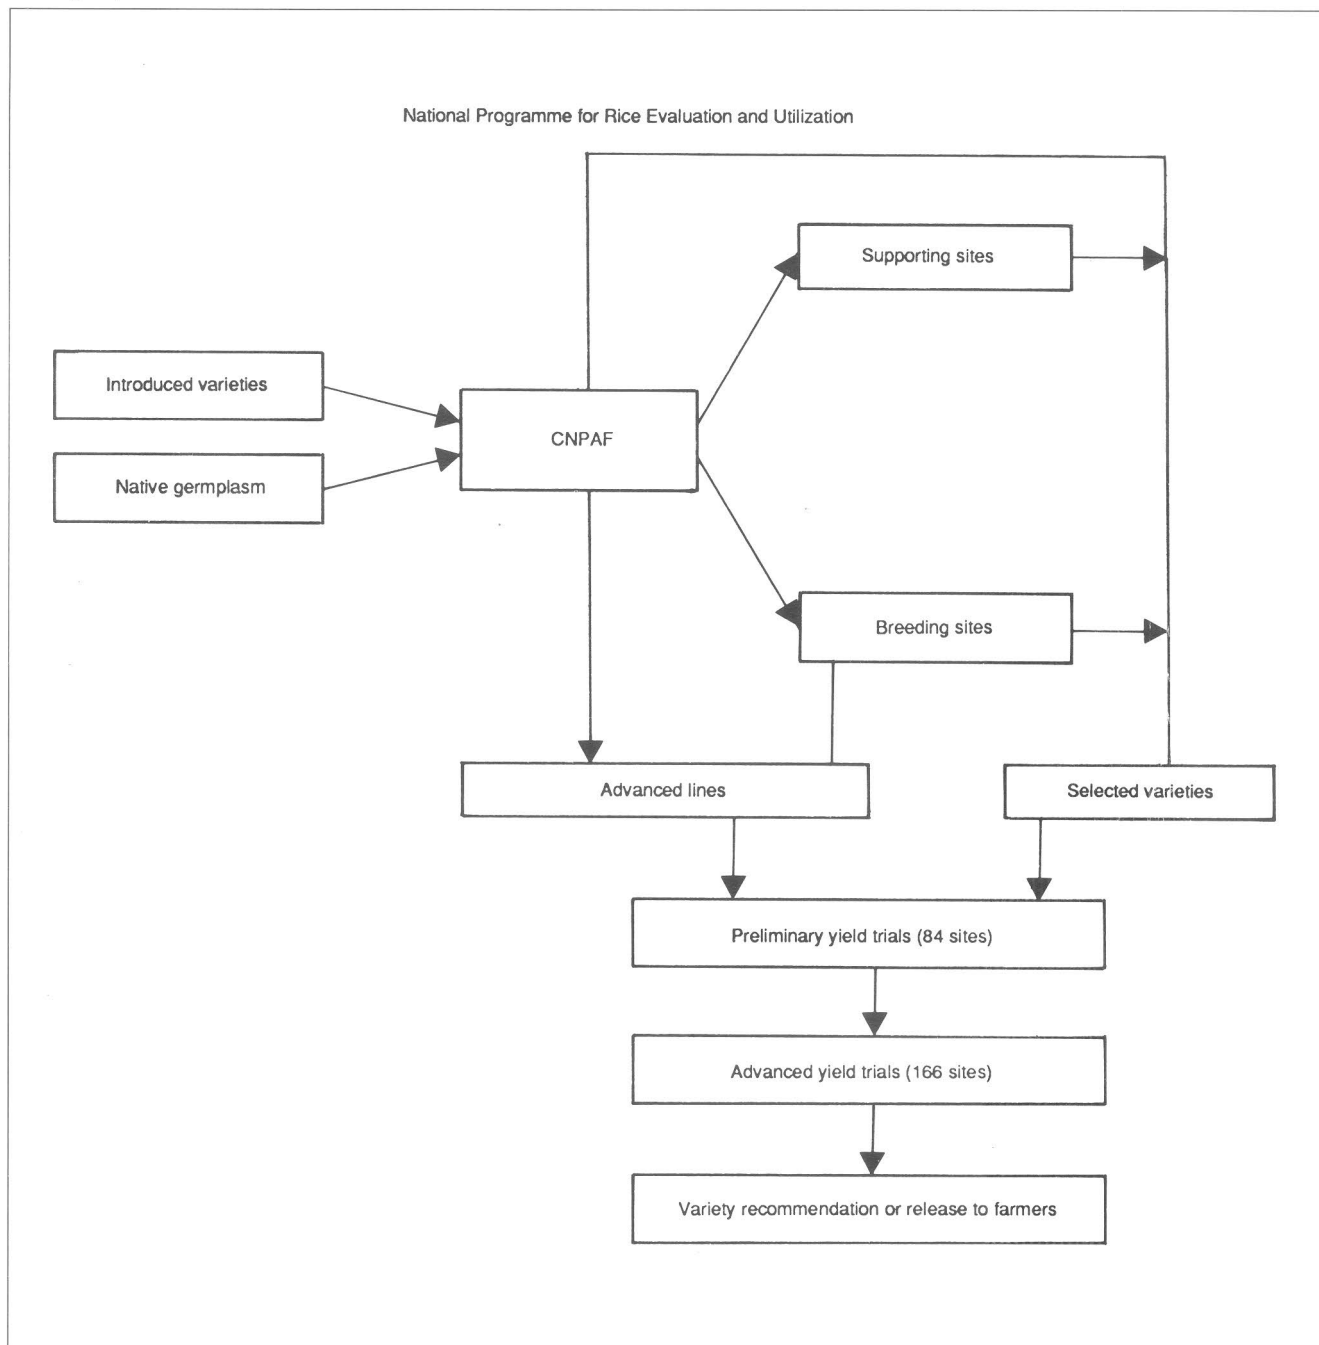 National Programme for Rice Evaluation and Utilization
Supporting sites
Introduced varieties
CNPAF
Native germplasm
Breeding sites
Advanced lines
Selected varieties
Preliminary yield trials (84 sites)
Advanced yield trials (166 sites)
Variety recommendation or release to farmers